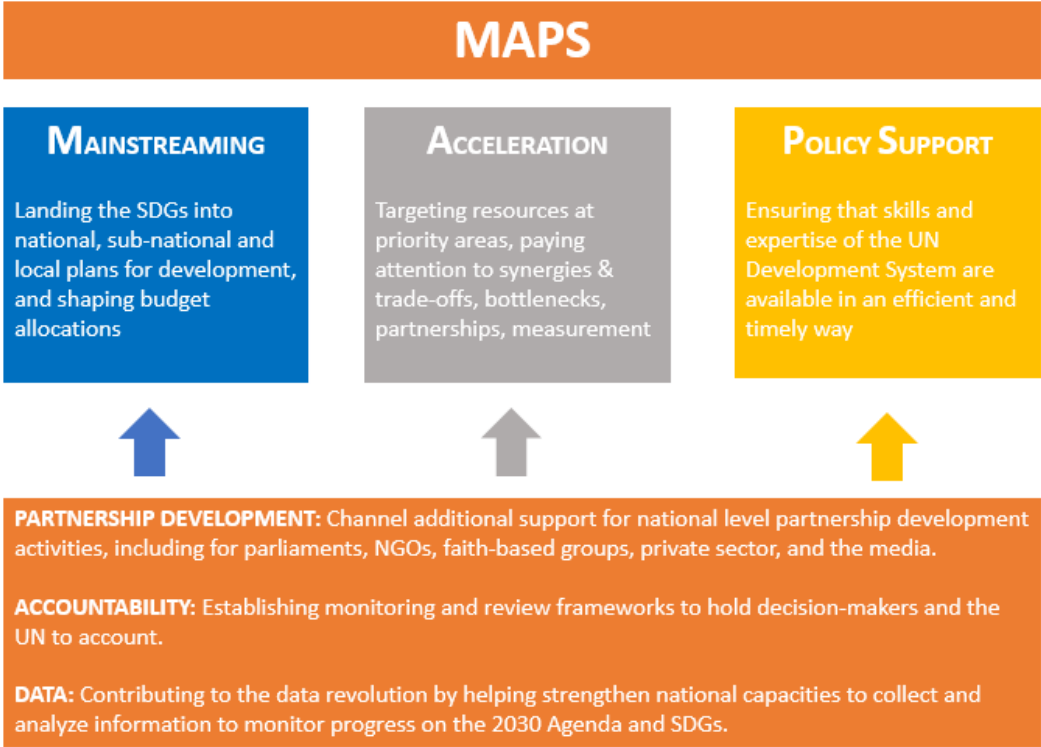 MAPS
MAINSTREAMING
Landing the SDGs into
national, sub-national and
local plans for development,
and shaping budget
allocations
ACCELERATION
Targeting resources at
priority areas, paying
attention to synergies &
trade-offs, bottlenecks,
partnerships, measurement
POLICY SUPPORT
Ensuring that skills and
expertise of the UN
Development System are
available in an efficient and
timely way
PARTNERSHIP DEVELOPMENT: Channel additional support for national level partnership development
activities, including for parliaments, NGOs, faith-based groups, private sector, and the media.
ACCOUNTABILITY: Establishing monitoring and review frameworks to hold decision-makers and the
UN to account.
DATA: Contributing to the data revolution by helping strengthen national capacities to collect and
analyze information to monitor progress on the 2030 Agenda and SDGs.